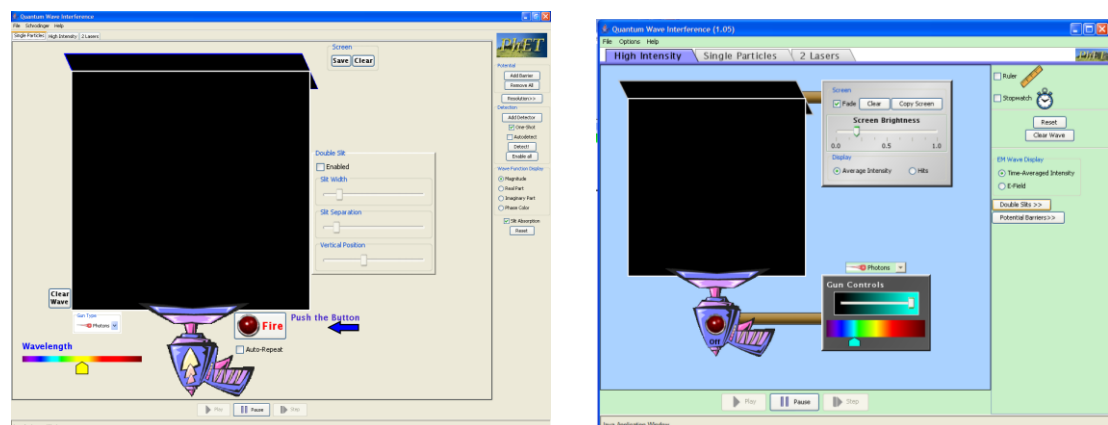 Quantum Wave Interference
File Schrodinger Help
Single Particles High Intensity 2 Lasers
Screen
Save Clear
PhET
Potential
Add Barrier
Remove All
Resolution>>
Detection
Add Detector
One-Shot
Autodetect
Detect!
Enable all
Wave Function Display
Magnitude
Real Part
Imaginary Part
Phase Color
Slit Absorption
Reset
Double Slit
Enabled
Slit Width
Slit Separation
Vertical Position
Clear
Wave
Gun Type
Photons
Fire
Push the Button
Auto-Repeat
Wavelength
Play Pause Step
Quantum Wave Interference (1.05)
File Options Help
High Intensity Single Particles 2 Lasers
PhET
Screen
Fade Clear Copy Screen
Screen Brightness
0.0 0.5 1.0
Display
Average Intensity Hits
Ruler
Stopwatch
Reset
Clear Wave
EM Wave Display
Time-Averaged Intensity
E-Field
Double Slits >>
Potential Barriers>>
Photons
Gun Controls
Off
Play Pause Step
Java Application Window